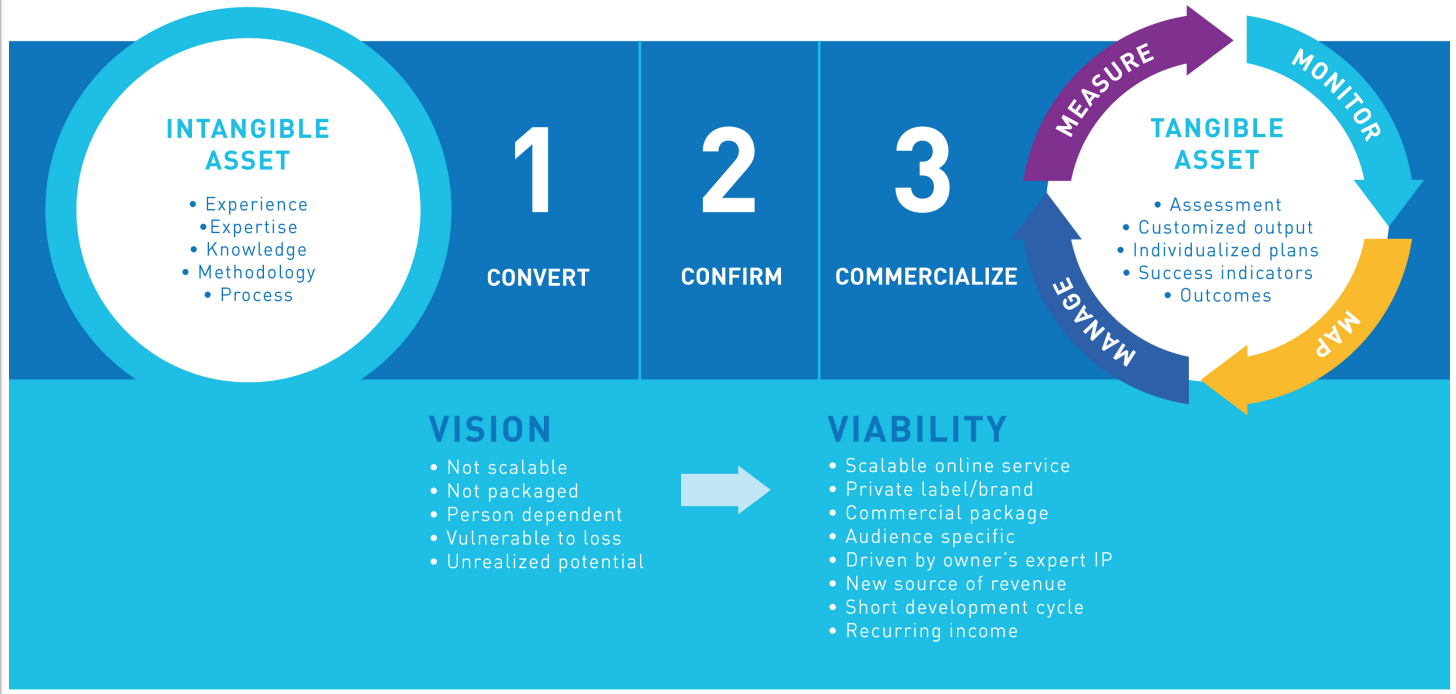 INTANGIBLE
ASSET
• Experience
•Expertise
• Knowledge
• Methodology
• Process
1
CONVERT
2
CONFIRM
3
COMMERCIALIZE
MEASURE
MONITOR
MAP
MANAGE
TANGIBLE
ASSET
• Assessment
• Customized output
• Individualized plans
• Success indicators
• Outcomes
VISION
• Not scalable
• Not packaged
• Person dependent
• Vulnerable to loss
• Unrealized potential
VIABILITY
• Scalable online service
• Private label/brand
• Commercial package
• Audience specific
• Driven by owner's expert IP
• New source of revenue
• Short development cycle
• Recurring income